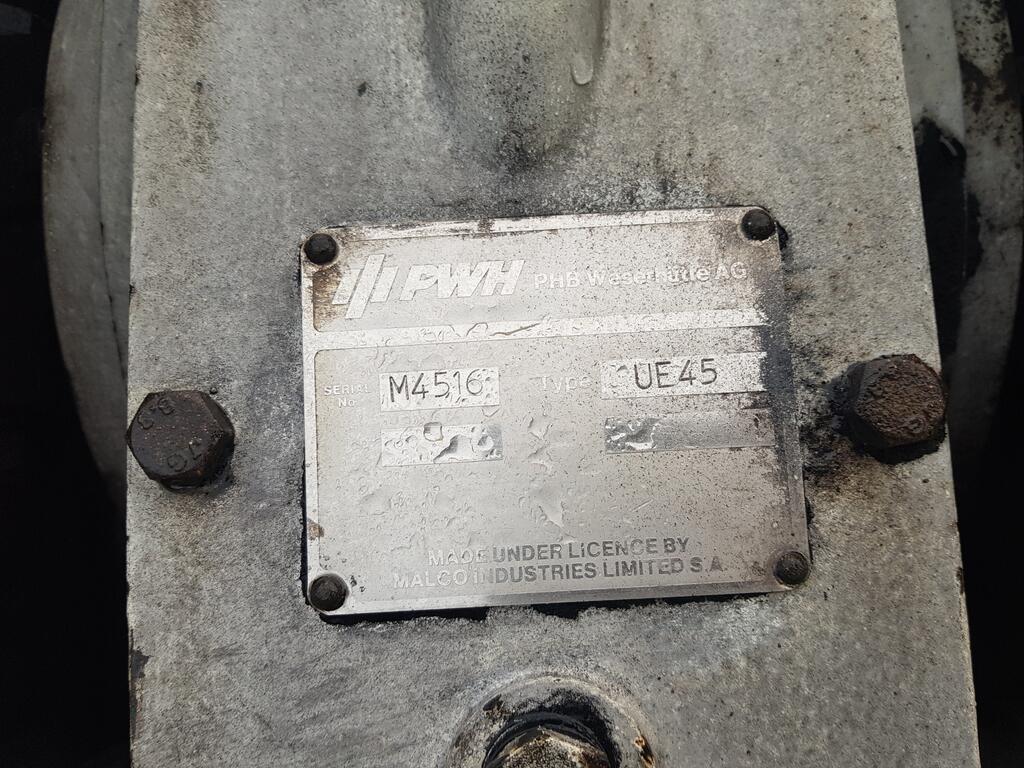 PWH PHB Weserhütte AG
SERIAL No. M4516 Type UE45
MADE UNDER LICENCE BY
MALCO INDUSTRIES LIMITED S.A.